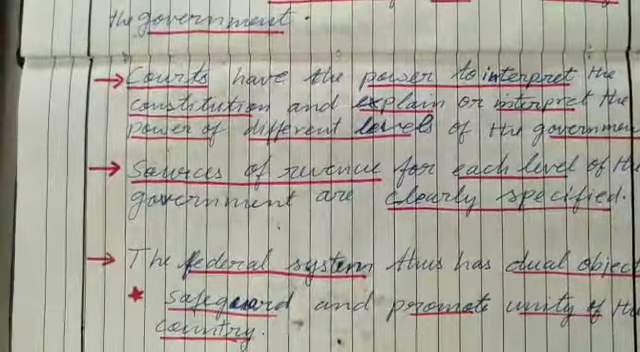 the government.
→ Courts have the power to interpret the
constitution and explain or interpret the
power of different levels of the government
→ Sources of revenue for each level of the
government are clearly specified.
→ The federal system thus has dual object
* Safeguard and promote unity of the
country.